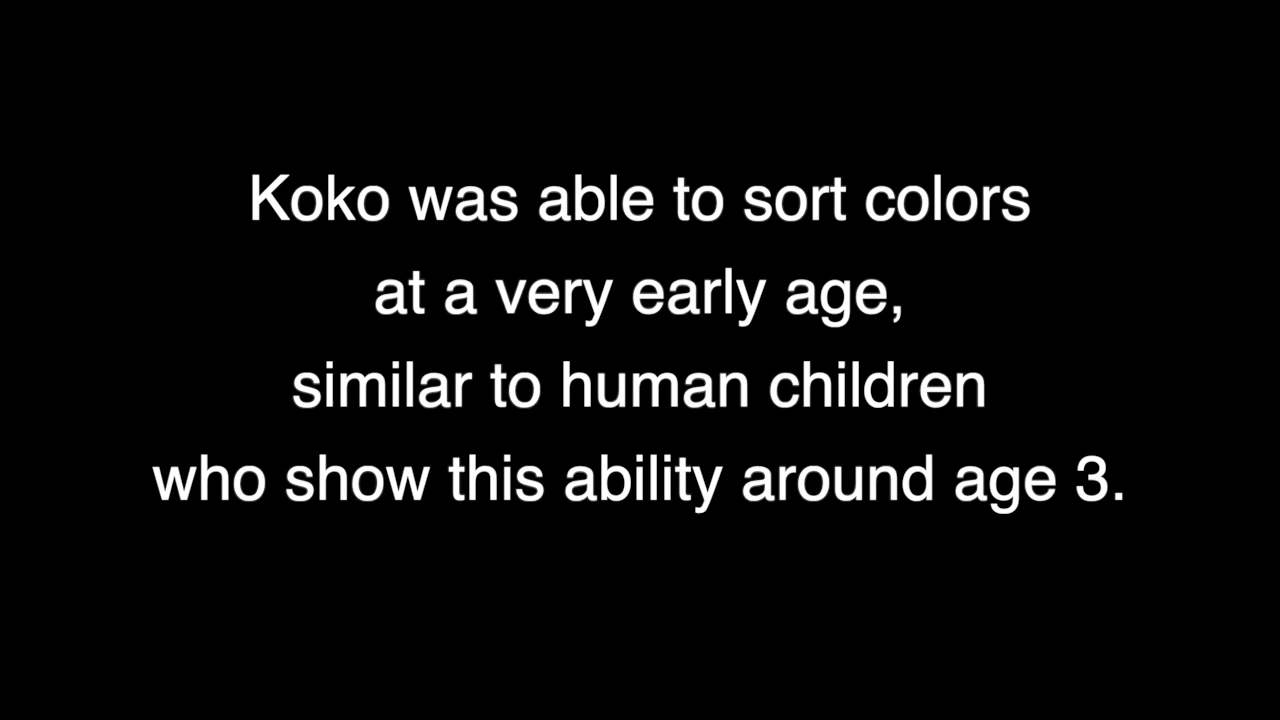 Koko was able to sort colors
at a very early age,
similar to human children
who show this ability around age 3.